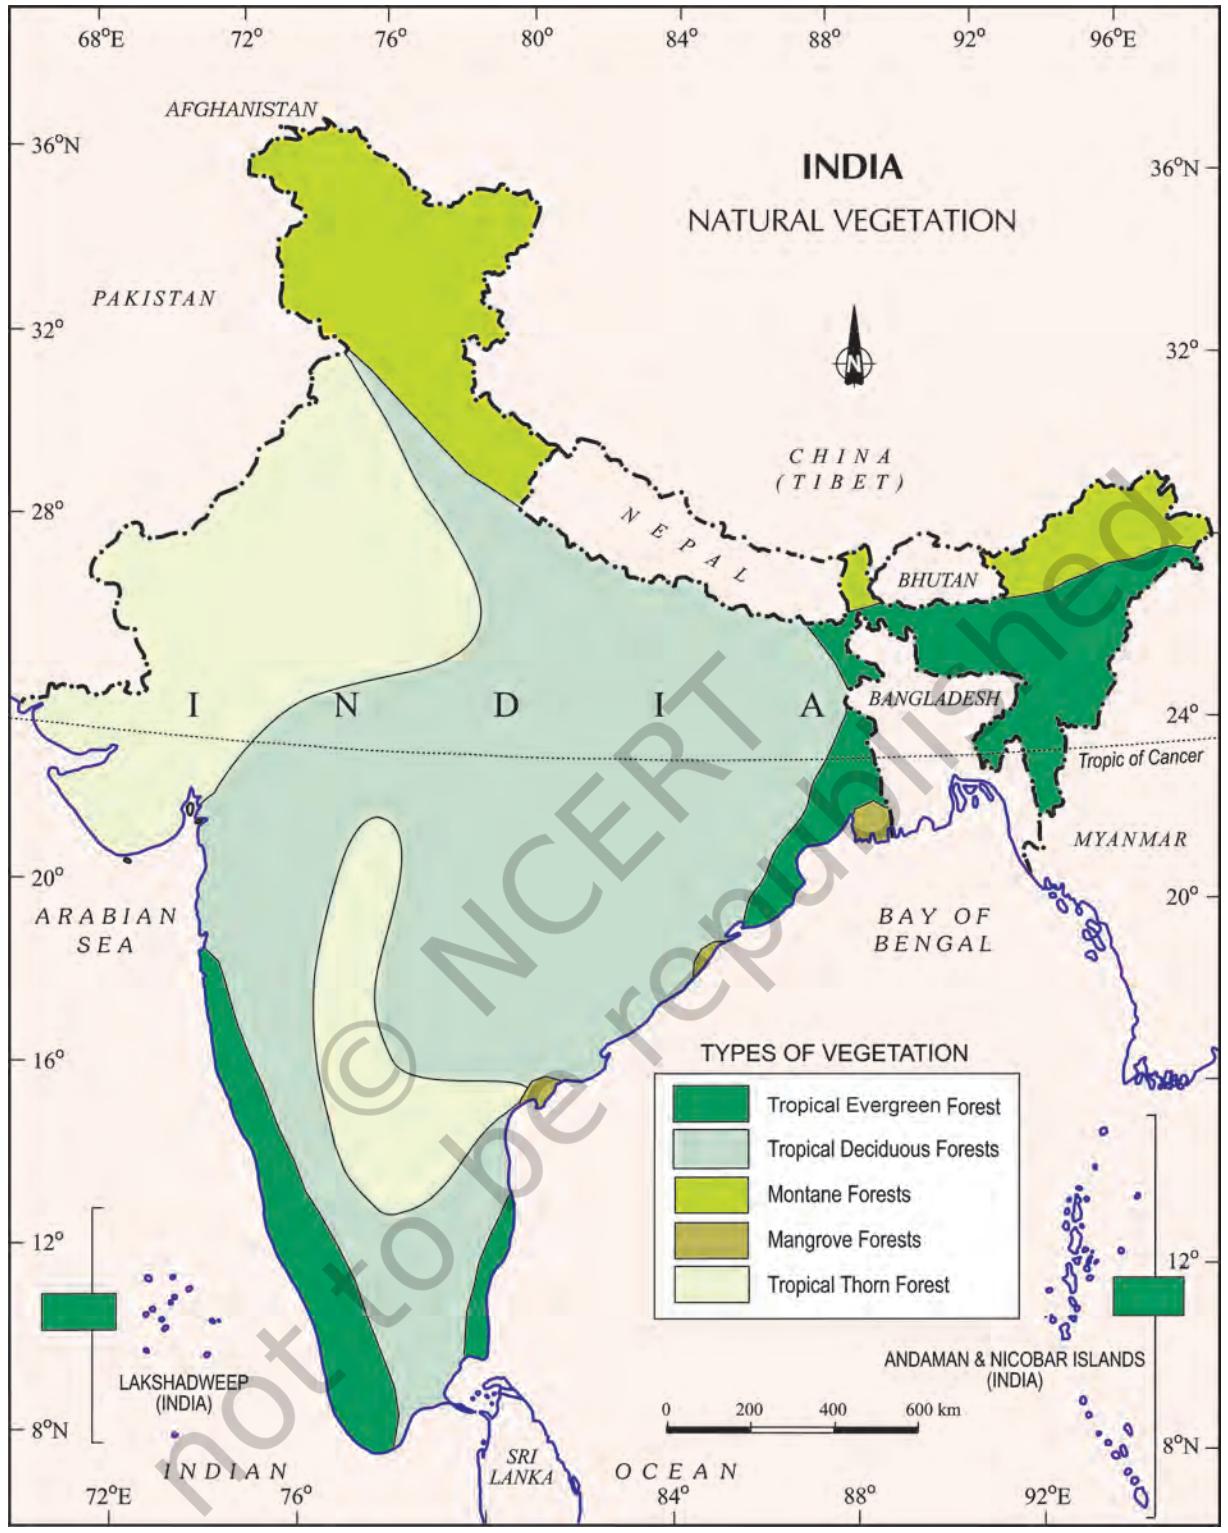 68°E 72° 76° 80° 84° 88° 92° 96°E
AFGHANISTAN
36°N
INDIA
36°N
NATURAL VEGETATION
PAKISTAN
32°
32°
N
CHINA
(TIBET)
28°
NEPAL
BHUTAN
INDIA
BANGLADESH
24°
Tropic of Cancer
MYANMAR
20°
20°
ARABIAN
SEA
BAY OF
BENGAL
© NCERT
not to be republished
16°
TYPES OF VEGETATION
Tropical Evergreen Forest
Tropical Deciduous Forests
Montane Forests
Mangrove Forests
Tropical Thorn Forest
12°
12°
LAKSHADWEEP
(INDIA)
ANDAMAN & NICOBAR ISLANDS
(INDIA)
0 200 400 600 km
8°N
8°N
SRI
LANKA
INDIAN OCEAN
72°E 76° 84° 88° 92°E